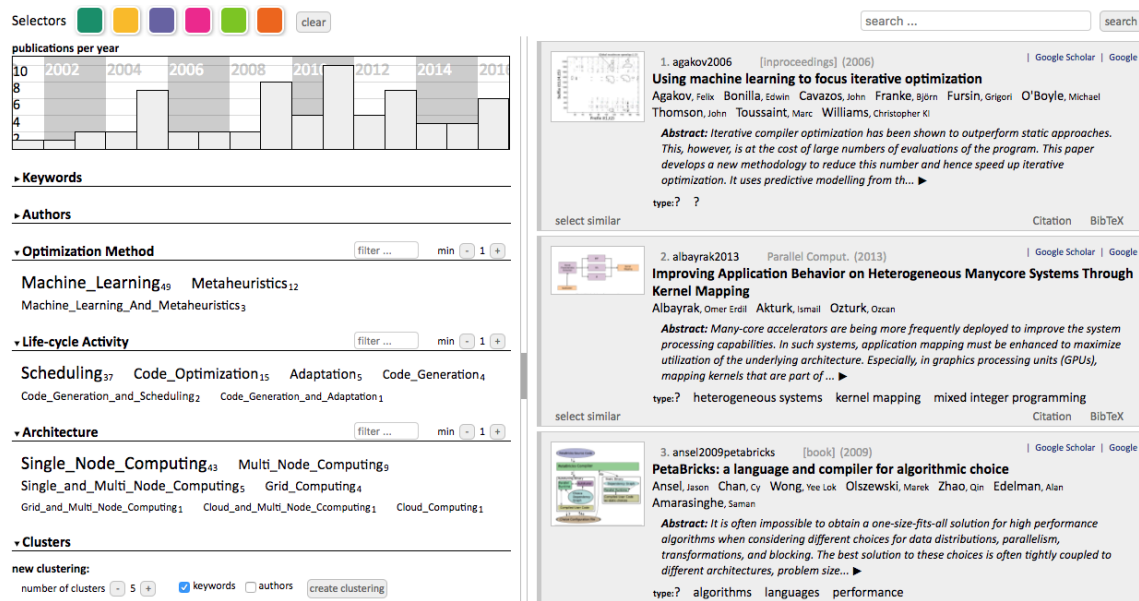 Selectors
clear
search ...
search
publications per year
10
8
6
4
2
2002 2004 2006 2008 2010 2012 2014 2016
▸ Keywords
▸ Authors
▾ Optimization Method filter ... min - 1 +
Machine_Learning49 Metaheuristics12
Machine_Learning_And_Metaheuristics3
▾ Life-cycle Activity filter ... min - 1 +
Scheduling37 Code_Optimization15 Adaptation5 Code_Generation4
Code_Generation_and_Scheduling2 Code_Generation_and_Adaptation1
▾ Architecture filter ... min - 1 +
Single_Node_Computing43 Multi_Node_Computing9
Single_and_Multi_Node_Computing5 Grid_Computing4
Grid_and_Multi_Node_Computing1 Cloud_and_Multi_Node_Ccomputing1 Cloud_Computing1
▾ Clusters
new clustering:
number of clusters - 5 + keywords authors create clustering
1. agakov2006 [inproceedings] (2006) | Google Scholar | Google
Using machine learning to focus iterative optimization
Agakov, Felix Bonilla, Edwin Cavazos, John Franke, Björn Fursin, Grigori O'Boyle, Michael
Thomson, John Toussaint, Marc Williams, Christopher KI
Abstract: Iterative compiler optimization has been shown to outperform static approaches.
This, however, is at the cost of large numbers of evaluations of the program. This paper
develops a new methodology to reduce this number and hence speed up iterative
optimization. It uses predictive modelling from th... ▶
type:? ?
select similar Citation BibTeX
2. albayrak2013 Parallel Comput. (2013) | Google Scholar | Google
Improving Application Behavior on Heterogeneous Manycore Systems Through
Kernel Mapping
Albayrak, Omer Erdil Akturk, Ismail Ozturk, Ozcan
Abstract: Many-core accelerators are being more frequently deployed to improve the system
processing capabilities. In such systems, application mapping must be enhanced to maximize
utilization of the underlying architecture. Especially, in graphics processing units (GPUs),
mapping kernels that are part of ... ▶
type:? heterogeneous systems kernel mapping mixed integer programming
select similar Citation BibTeX
3. ansel2009petabricks [book] (2009) | Google Scholar | Google
PetaBricks: a language and compiler for algorithmic choice
Ansel, Jason Chan, Cy Wong, Yee Lok Olszewski, Marek Zhao, Qin Edelman, Alan
Amarasinghe, Saman
Abstract: It is often impossible to obtain a one-size-fits-all solution for high performance
algorithms when considering different choices for data distributions, parallelism,
transformations, and blocking. The best solution to these choices is often tightly coupled to
different architectures, problem size... ▶
type:? algorithms languages performance